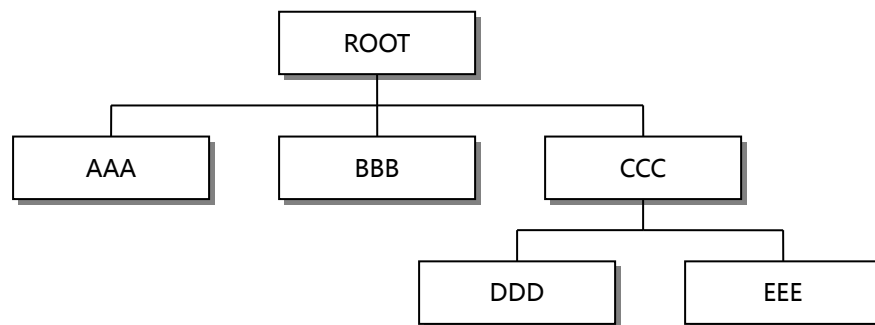 ROOT
AAA
BBB
CCC
DDD
EEE